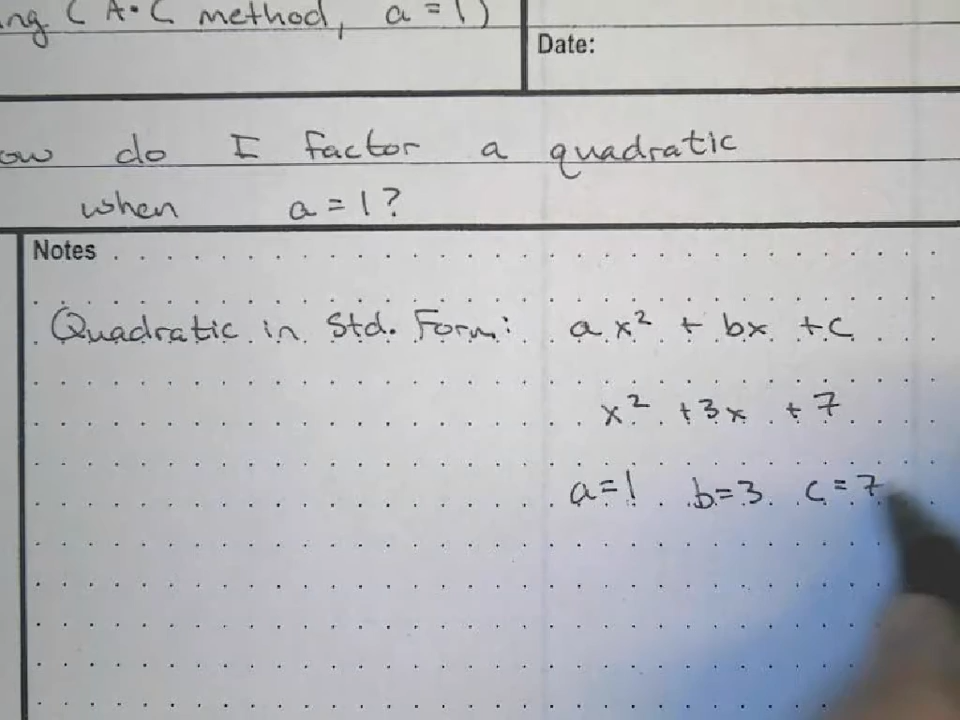 ng ( A·C method, a = 1 )
Date:
ow do I factor a quadratic
when a = 1?
Notes
Quadratic in Std. Form: ax² + bx + c
x² + 3x + 7
a = 1 b = 3 c = 7